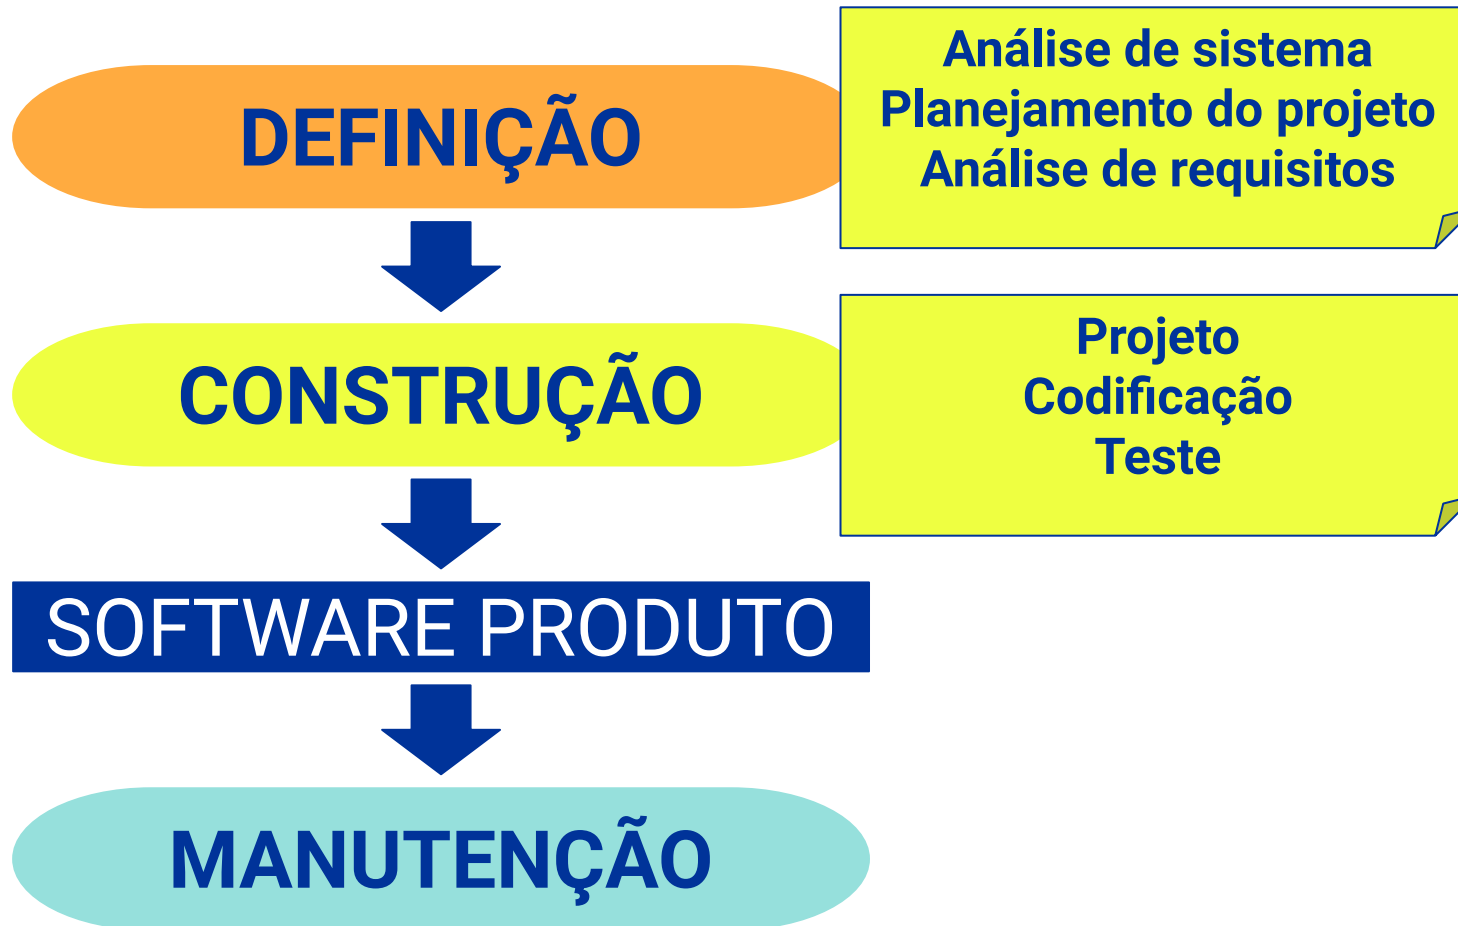 DEFINIÇÃO
Análise de sistema
Planejamento do projeto
Análise de requisitos
CONSTRUÇÃO
Projeto
Codificação
Teste
SOFTWARE PRODUTO
MANUTENÇÃO